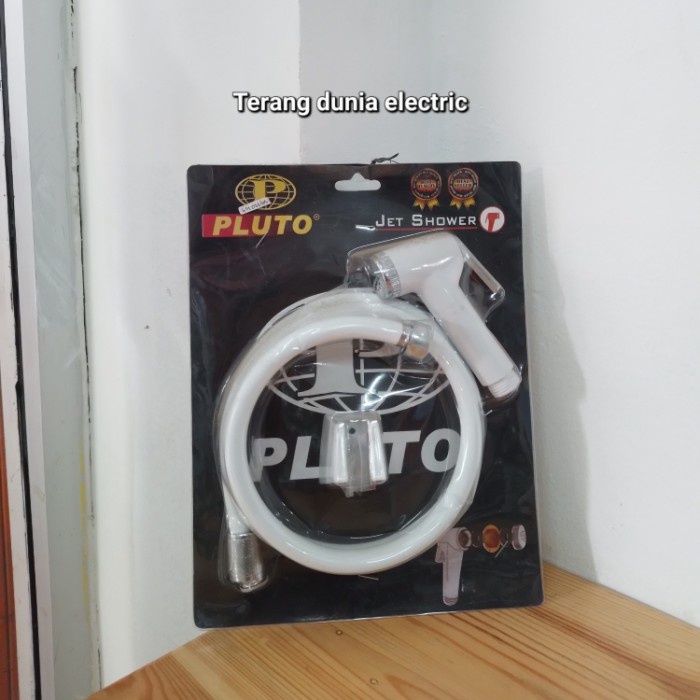 Terang dunia electric
P
PLUTO®
JET SHOWER
P
PLUTO